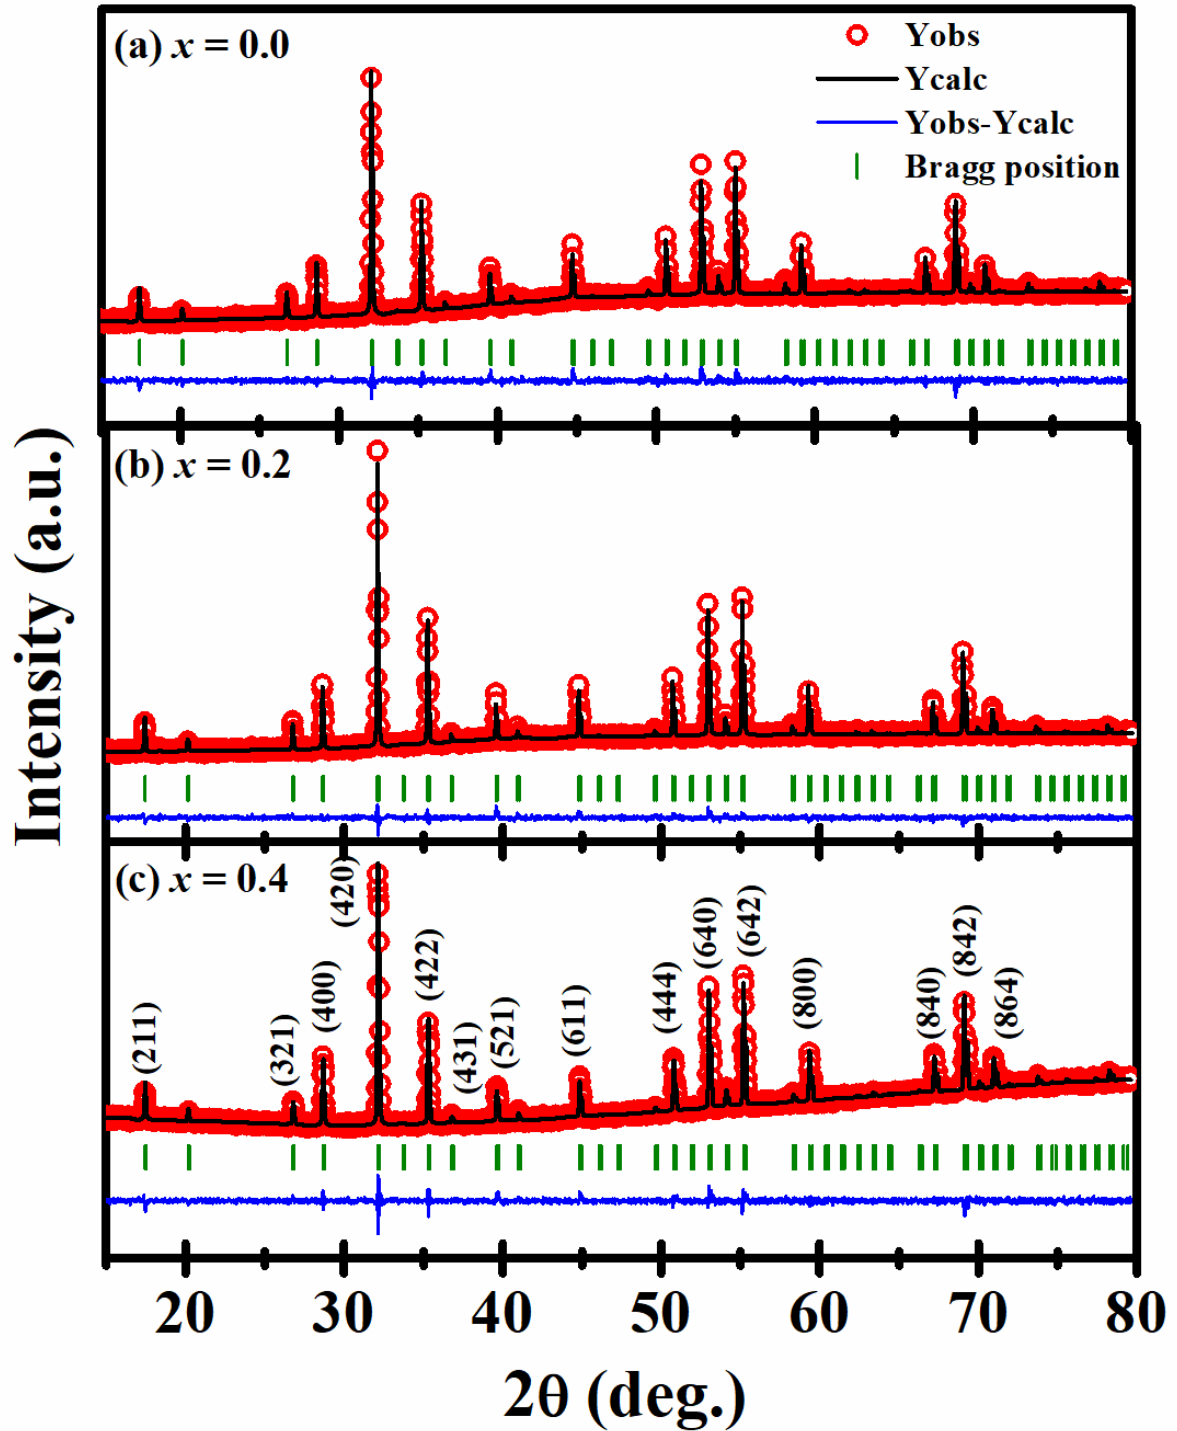 (a) x = 0.0
Yobs
Ycalc
Yobs-Ycalc
Bragg position
(b) x = 0.2
(c) x = 0.4
(211)
(321)
(400)
(420)
(422)
(431)
(521)
(611)
(444)
(640)
(642)
(800)
(840)
(842)
(864)
Intensity (a.u.)
20 30 40 50 60 70 80
2θ (deg.)